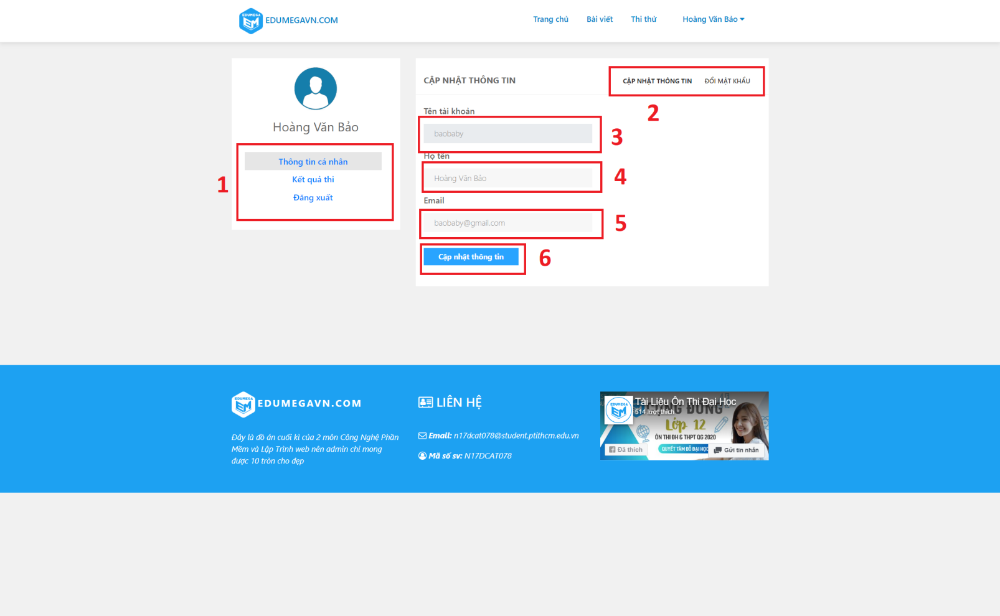 EDUMEGA
EM
EDUMEGAVN.COM
Trang chủ
Bài viết
Thi thử
Hoàng Văn Bảo
Hoàng Văn Bảo
1
Thông tin cá nhân
Kết quả thi
Đăng xuất
CẬP NHẬT THÔNG TIN
CẬP NHẬT THÔNG TIN
ĐỔI MẬT KHẨU
2
Tên tài khoản
baobaby
3
Họ tên
Hoàng Văn Bảo
4
Email
baobaby@gmail.com
5
Cập nhật thông tin
6
EDUMEGA
EM
EDUMEGAVN.COM
Đây là đồ án cuối kì của 2 môn Công Nghệ Phần
Mềm và Lập Trình web nên admin chỉ mong
được 10 tròn cho đẹp
LIÊN HỆ
Email: n17dcat078@student.ptithcm.edu.vn
Mã số sv: N17DCAT078
EDUMEGA
EM
Tài Liệu Ôn Thi Đại Học
514 lượt thích
Lớp 12
ÔN THI ĐH & THPT QG 2020
QUYẾT TÂM ĐỖ ĐẠI HỌC
Đã thích
Gửi tin nhắn